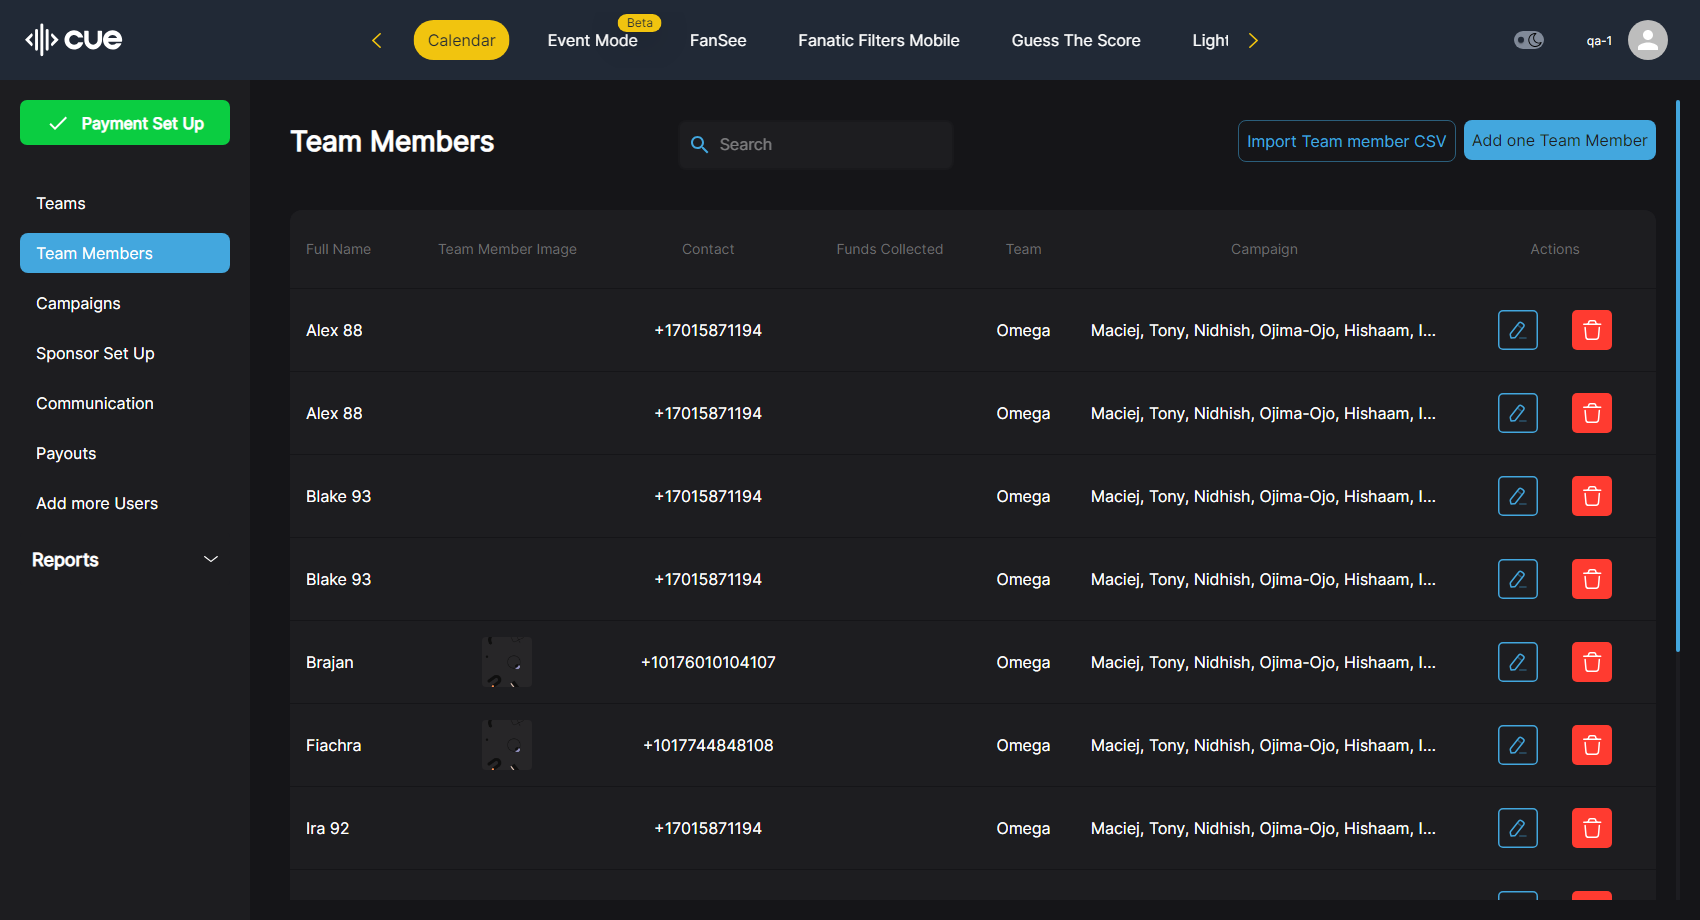 cue
Calendar
Event Mode
Beta
FanSee
Fanatic Filters Mobile
Guess The Score
Light
qa-1
Payment Set Up
Teams
Team Members
Campaigns
Sponsor Set Up
Communication
Payouts
Add more Users
Reports
Team Members
Search
Import Team member CSV
Add one Team Member
Full Name Team Member Image Contact Funds Collected Team Campaign Actions
Alex 88 +17015871194 Omega Maciej, Tony, Nidhish, Ojima-Ojo, Hishaam, I...
Alex 88 +17015871194 Omega Maciej, Tony, Nidhish, Ojima-Ojo, Hishaam, I...
Blake 93 +17015871194 Omega Maciej, Tony, Nidhish, Ojima-Ojo, Hishaam, I...
Blake 93 +17015871194 Omega Maciej, Tony, Nidhish, Ojima-Ojo, Hishaam, I...
Brajan +10176010104107 Omega Maciej, Tony, Nidhish, Ojima-Ojo, Hishaam, I...
Fiachra +1017744848108 Omega Maciej, Tony, Nidhish, Ojima-Ojo, Hishaam, I...
Ira 92 +17015871194 Omega Maciej, Tony, Nidhish, Ojima-Ojo, Hishaam, I...